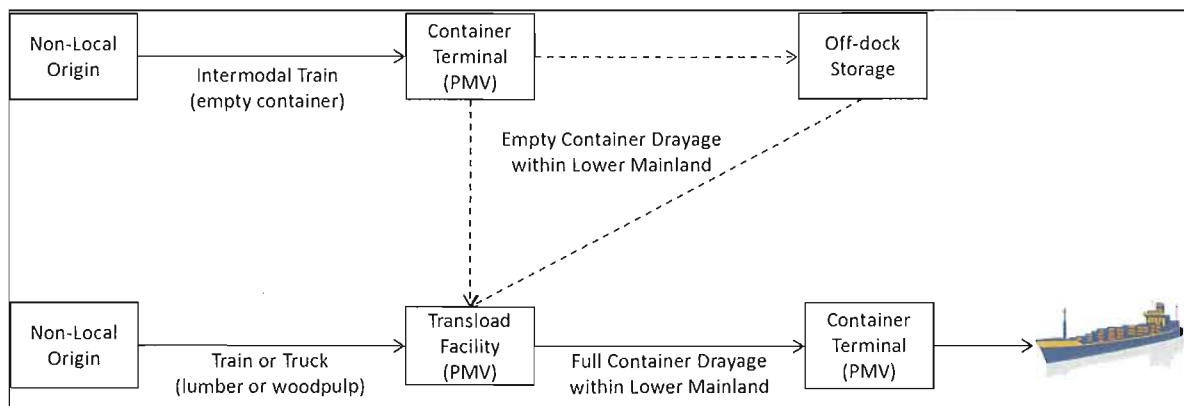 Non-Local
Origin
Intermodal Train
(empty container)
Container
Terminal
(PMV)
Off-dock
Storage
Empty Container Drayage
within Lower Mainland
Non-Local
Origin
Train or Truck
(lumber or woodpulp)
Transload
Facility
(PMV)
Full Container Drayage
within Lower Mainland
Container
Terminal
(PMV)